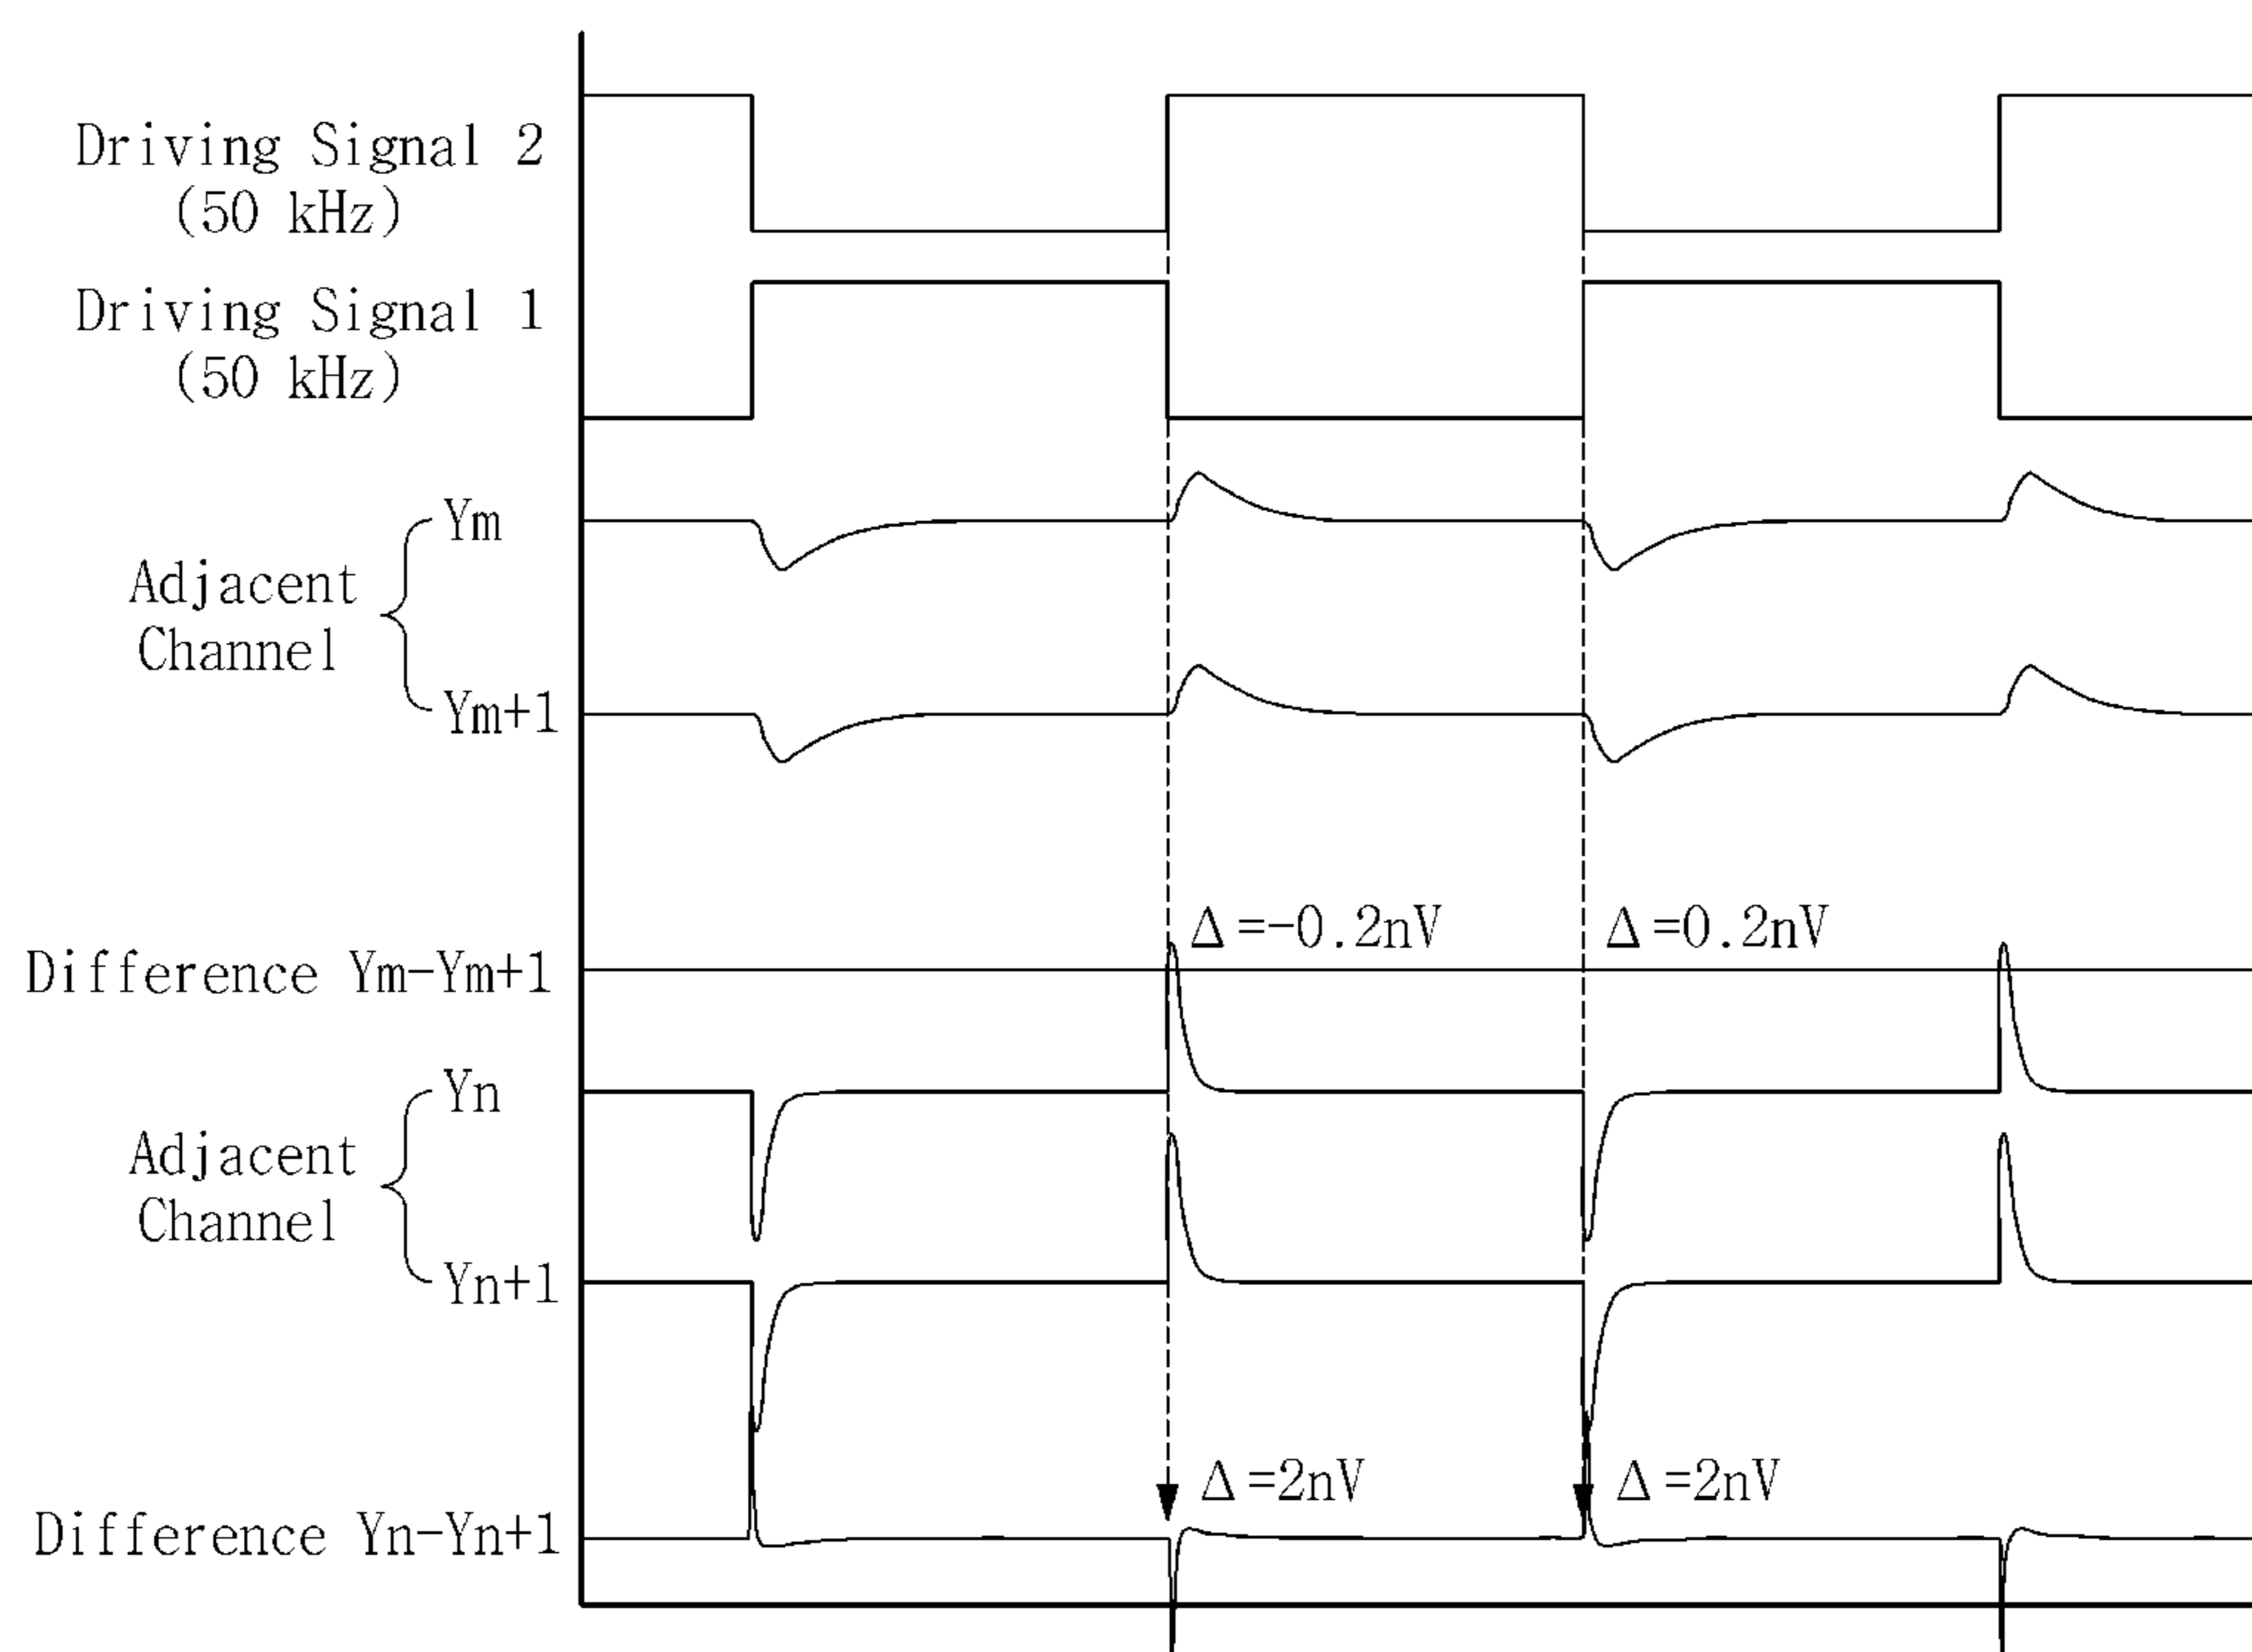 Driving Signal 2
(50 kHz)
Driving Signal 1
(50 kHz)
Ym
Adjacent
Channel
Ym+1
Δ=-0.2nV
Δ=0.2nV
Difference Ym-Ym+1
Yn
Adjacent
Channel
Yn+1
Δ=2nV
Δ=2nV
Difference Yn-Yn+1